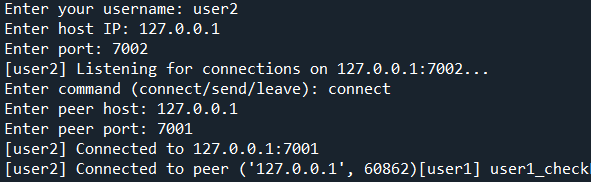 Enter your username: user2
Enter host IP: 127.0.0.1
Enter port: 7002
[user2] Listening for connections on 127.0.0.1:7002...
Enter command (connect/send/leave): connect
Enter peer host: 127.0.0.1
Enter peer port: 7001
[user2] Connected to 127.0.0.1:7001
[user2] Connected to peer ('127.0.0.1', 60862)[user1] user1_check